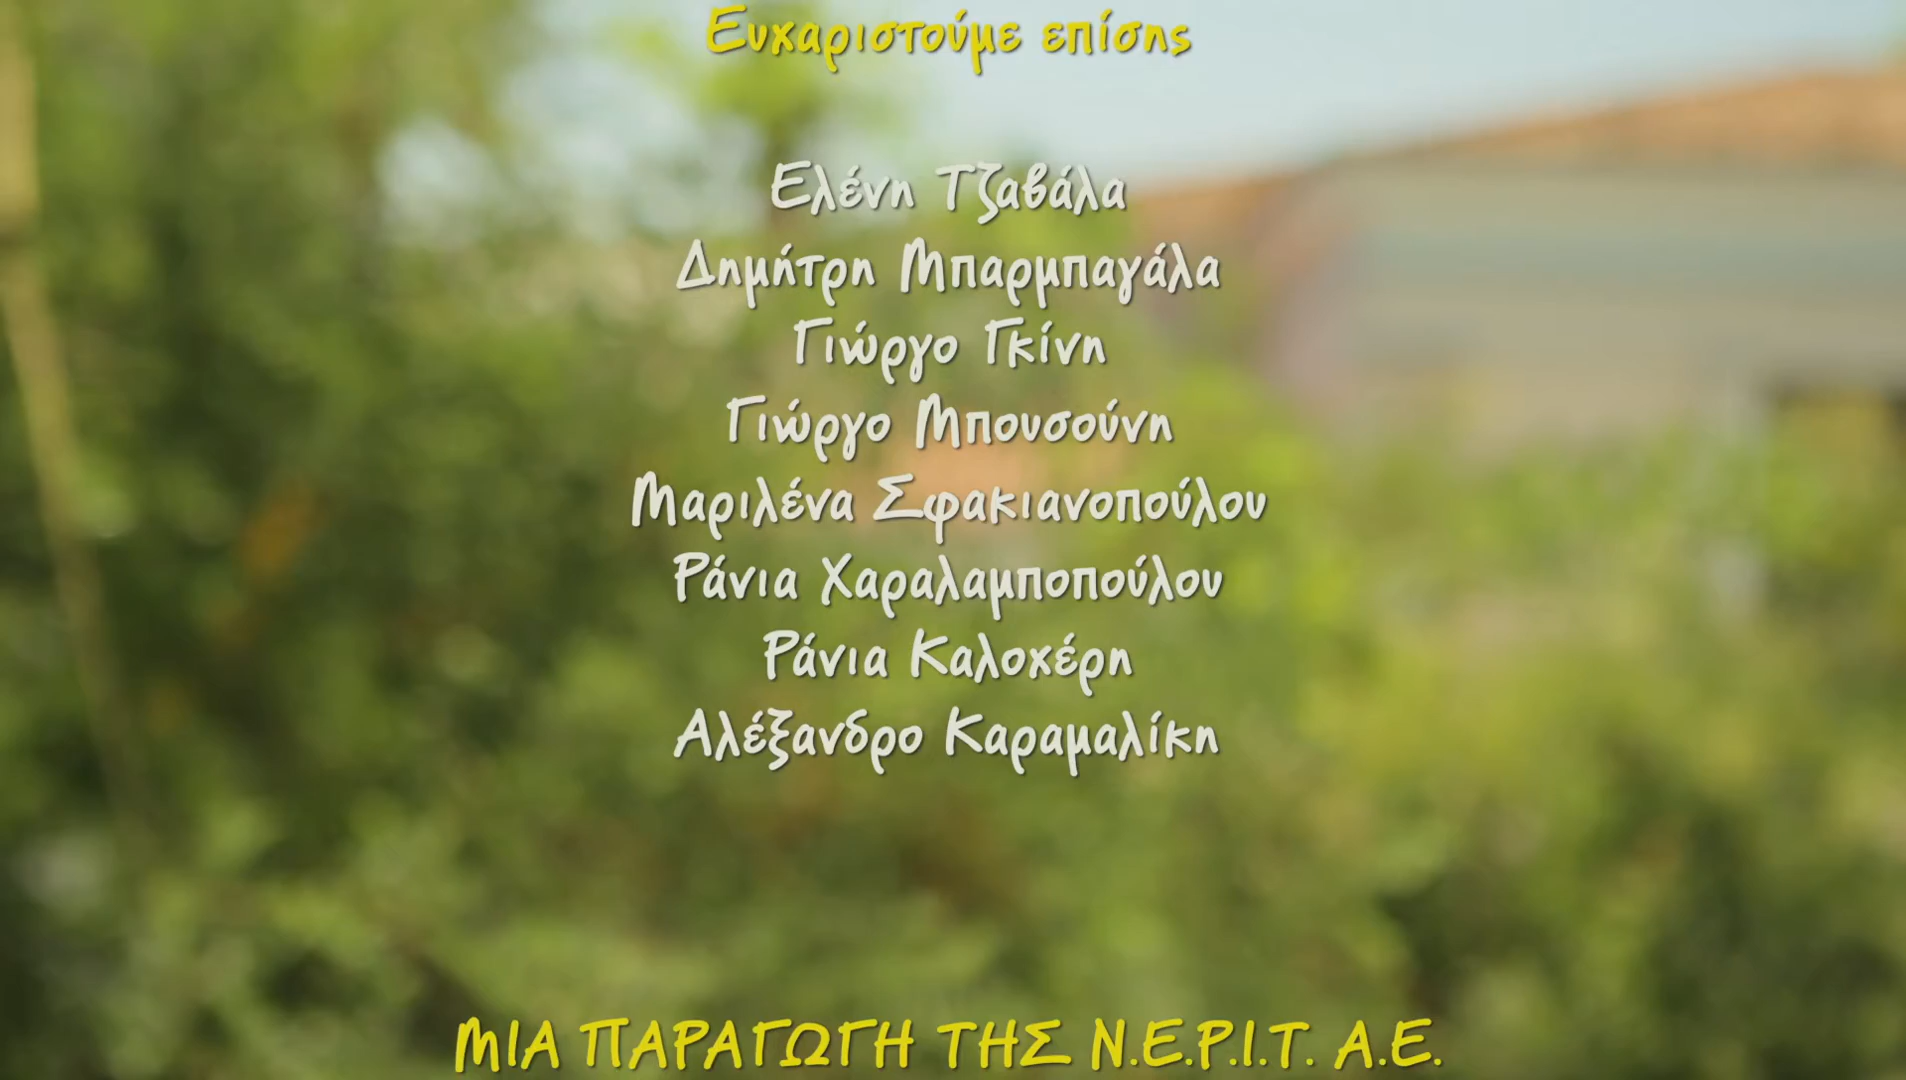 Ευχαριστούμε επίσης
Ελένη Τζαβάλα
Δημήτρη Μπαρμπαγάλα
Γιώργο Γκίνη
Γιώργο Μπουσούνη
Μαριλένα Σφακιανοπούλου
Ράνια Χαραλαμποπούλου
Ράνια Καλοχέρη
Αλέξανδρο Καραμαλίκη
ΜΙΑ ΠΑΡΑΓΩΓΗ ΤΗΣ Ν.Ε.Ρ.Ι.Τ. Α.Ε.